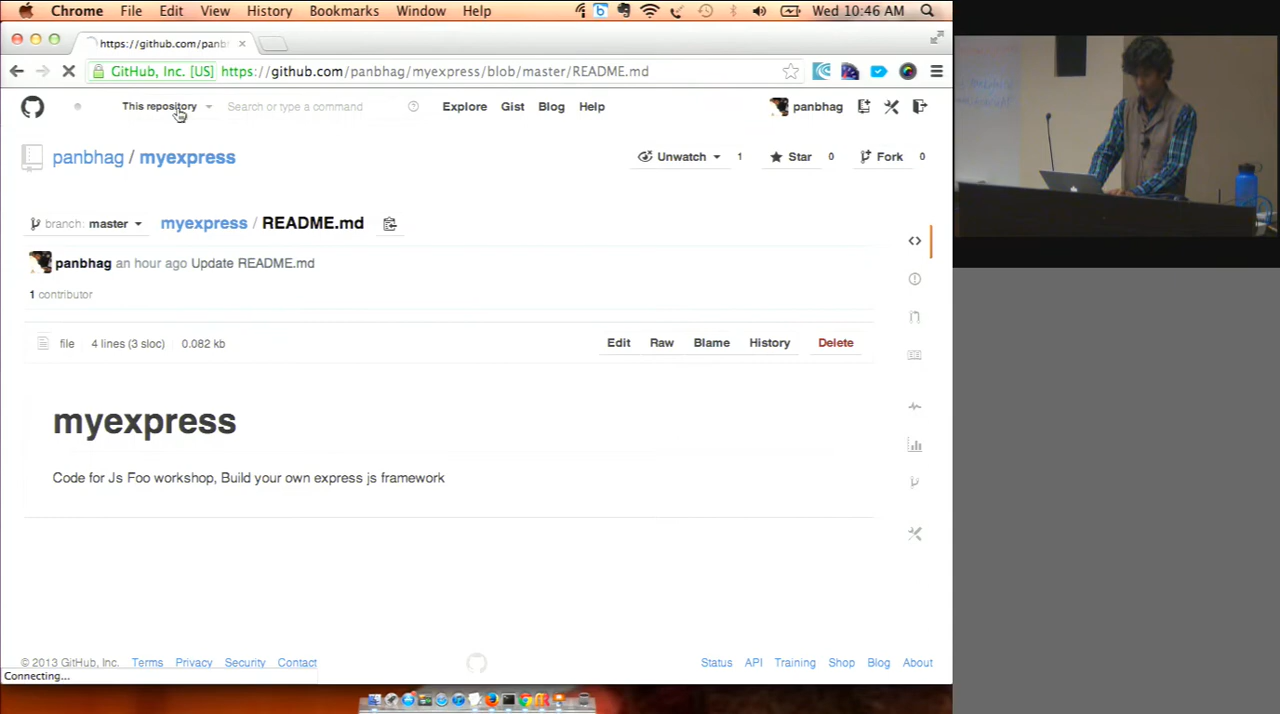 Chrome File Edit View History Bookmarks Window Help Wed 10:46 AM
https://github.com/panb
GitHub, Inc. [US] https://github.com/panbhag/myexpress/blob/master/README.md
This repository Search or type a command Explore Gist Blog Help panbhag
panbhag / myexpress Unwatch 1 Star 0 Fork 0
branch: master myexpress / README.md
panbhag an hour ago Update README.md
1 contributor
file 4 lines (3 sloc) 0.082 kb Edit Raw Blame History Delete
myexpress
Code for Js Foo workshop, Build your own express js framework
© 2013 GitHub, Inc. Terms Privacy Security Contact Status API Training Shop Blog About
Connecting...